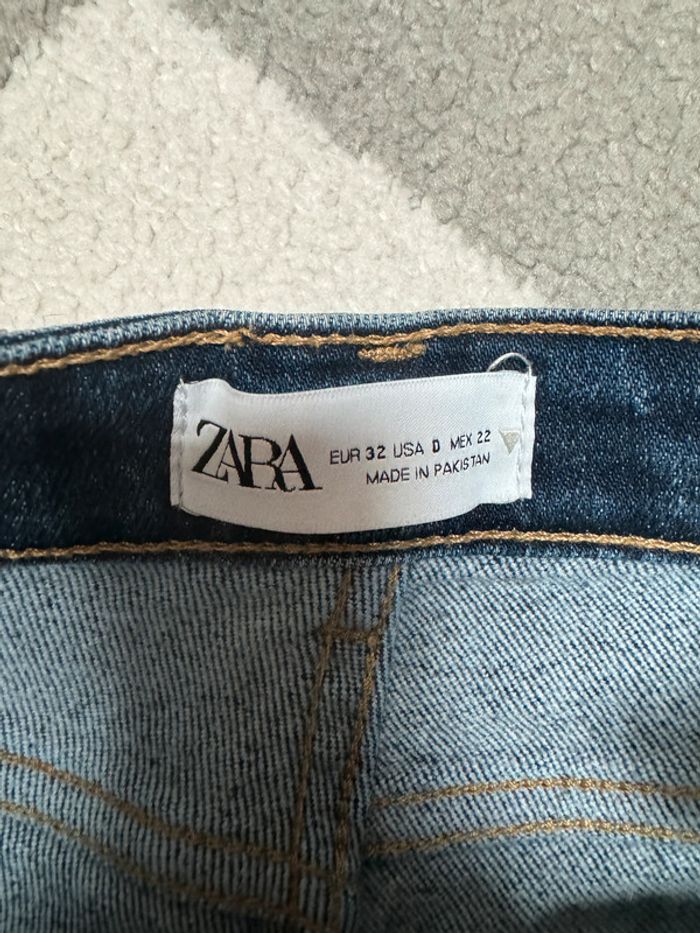 ZARA
EUR 32 USA 0 MEX 22
MADE IN PAKISTAN